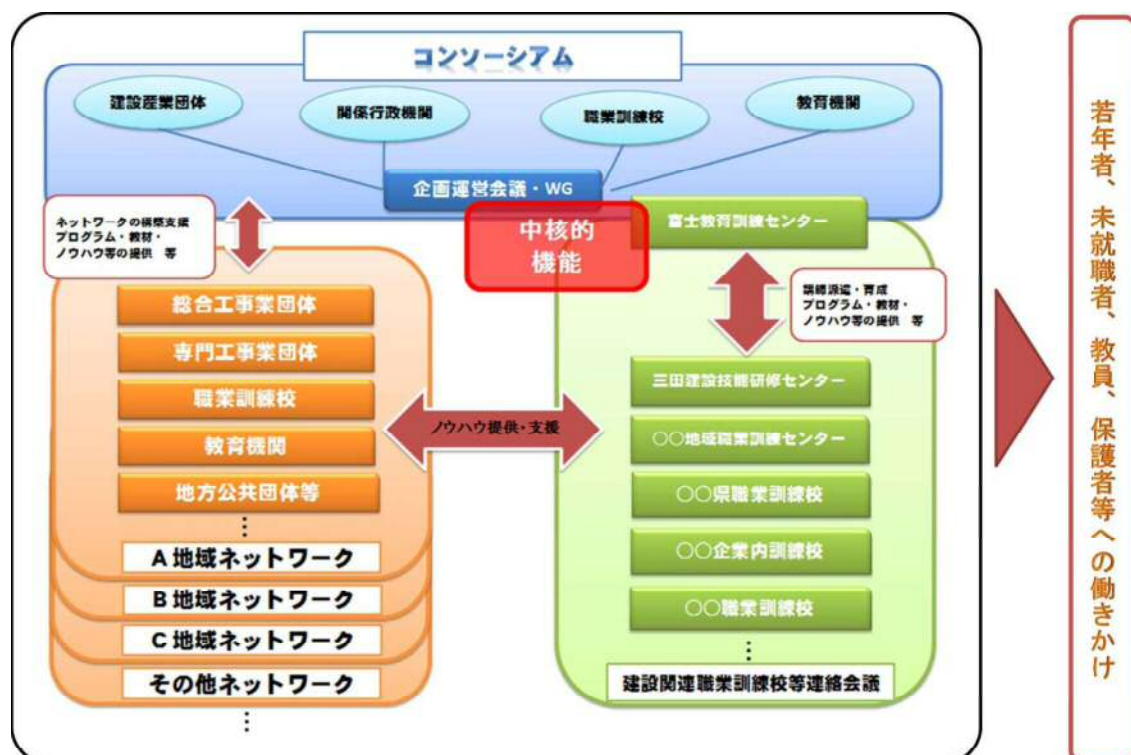 コンソーシアム
建設産業団体
関係行政機関
職業訓練校
教育機関
企画運営会議・WG
中核的
機能
富士教育訓練センター
ネットワークの構築支援
プログラム・教材・
ノウハウ等の提供 等
講師派遣・育成
プログラム・教材・
ノウハウ等の提供 等
総合工事業団体
専門工事業団体
職業訓練校
教育機関
地方公共団体等
⋮
A地域ネットワーク
B地域ネットワーク
C地域ネットワーク
その他ネットワーク
⋮
ノウハウ提供・支援
三田建設技能研修センター
○○地域職業訓練センター
○○県職業訓練校
○○企業内訓練校
○○職業訓練校
⋮
建設関連職業訓練校等連絡会議
若年者、未就職者、教員、保護者等への働きかけ